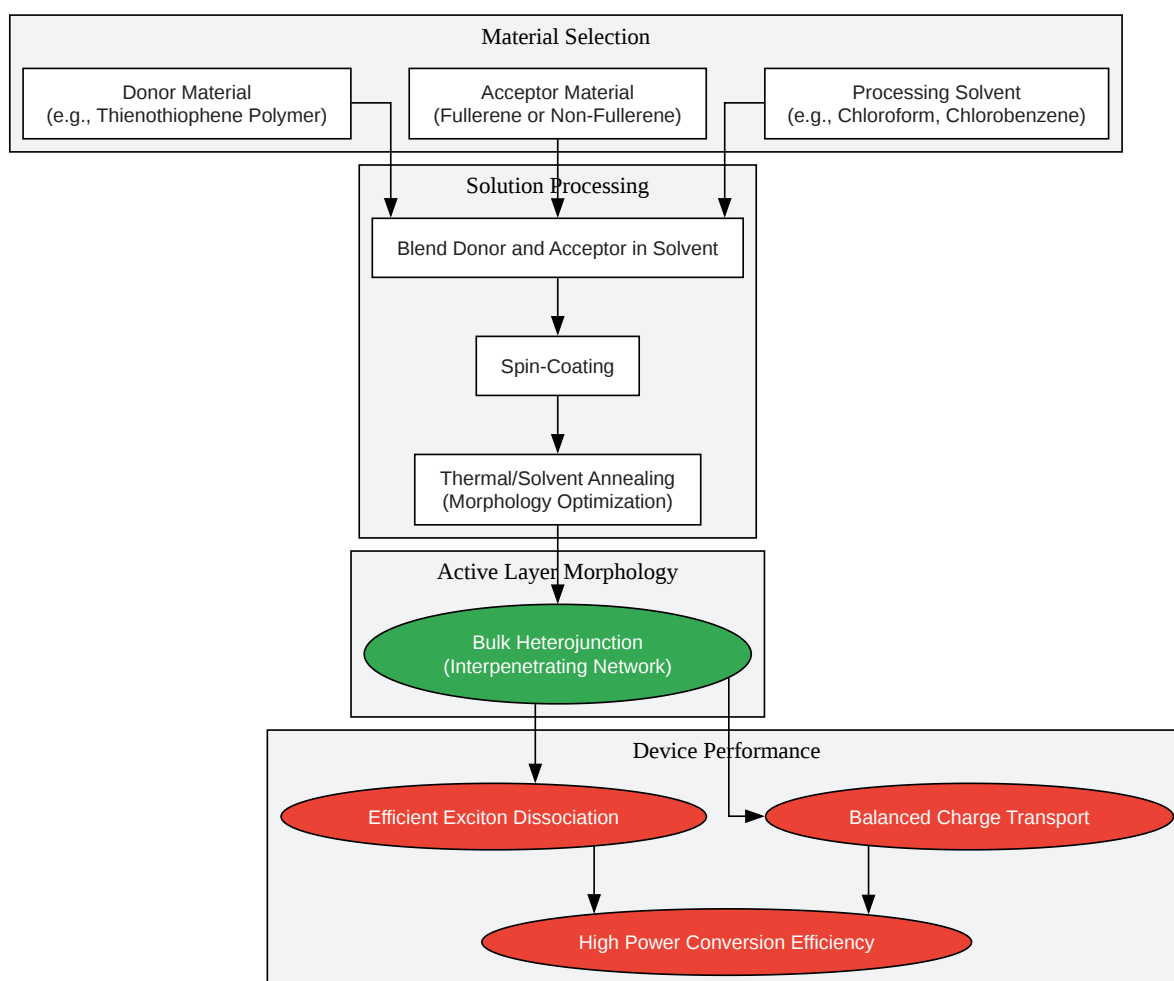 Material Selection
Donor Material
(e.g., Thienothiophene Polymer)
Acceptor Material
(Fullerene or Non-Fullerene)
Processing Solvent
(e.g., Chloroform, Chlorobenzene)
Solution Processing
Blend Donor and Acceptor in Solvent
Spin-Coating
Thermal/Solvent Annealing
(Morphology Optimization)
Active Layer Morphology
Bulk Heterojunction
(Interpenetrating Network)
Device Performance
Efficient Exciton Dissociation
Balanced Charge Transport
High Power Conversion Efficiency